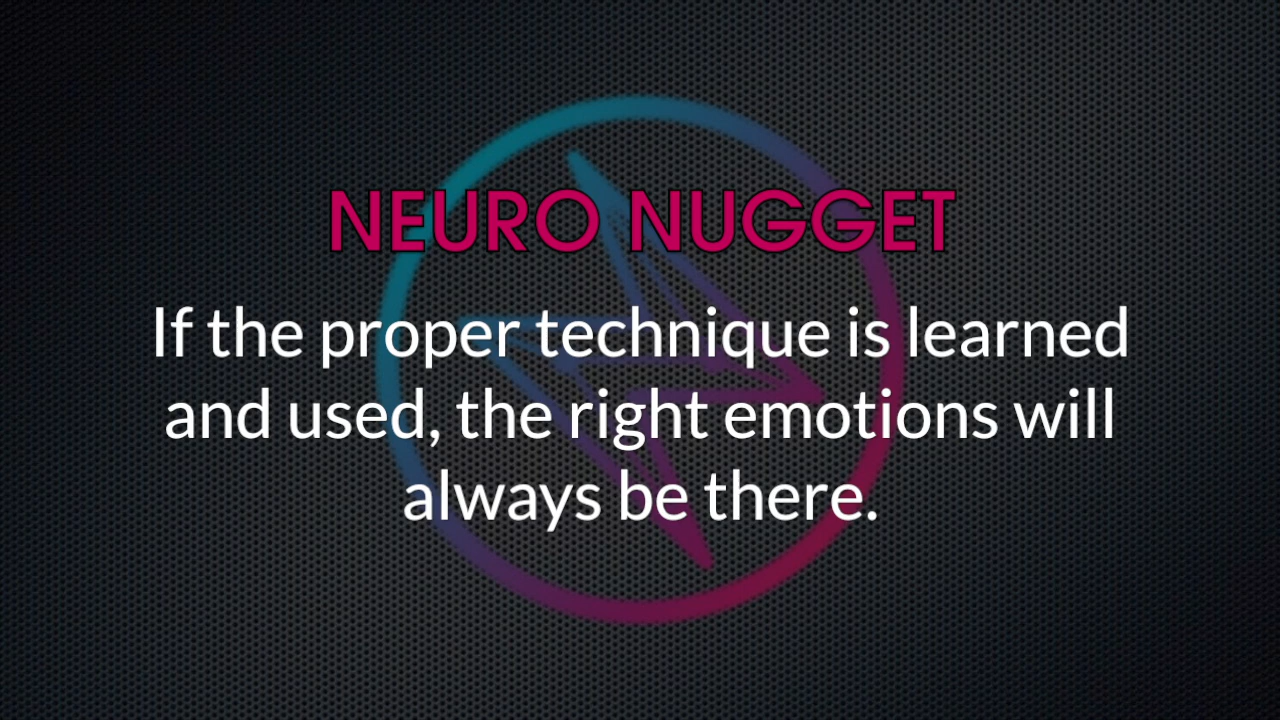 NEURO NUGGET
If the proper technique is learned
and used, the right emotions will
always be there.